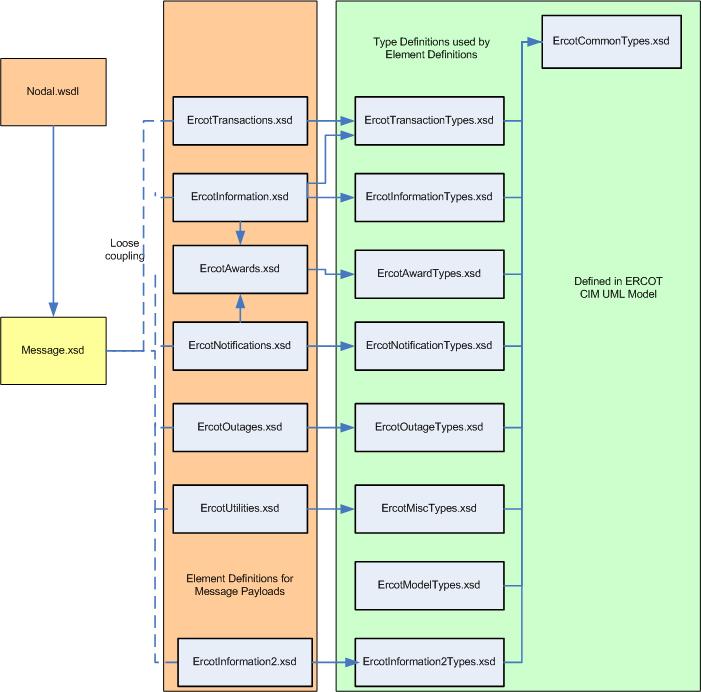 Type Definitions used by
Element Definitions
ErcotCommonTypes.xsd
Nodal.wsdl
ErcotTransactions.xsd
ErcotTransactionTypes.xsd
ErcotInformation.xsd
ErcotInformationTypes.xsd
Loose
coupling
ErcotAwards.xsd
ErcotAwardTypes.xsd
Defined in ERCOT
CIM UML Model
Message.xsd
ErcotNotifications.xsd
ErcotNotificationTypes.xsd
ErcotOutages.xsd
ErcotOutageTypes.xsd
ErcotUtilities.xsd
ErcotMiscTypes.xsd
Element Definitions for
Message Payloads
ErcotModelTypes.xsd
ErcotInformation2.xsd
ErcotInformation2Types.xsd